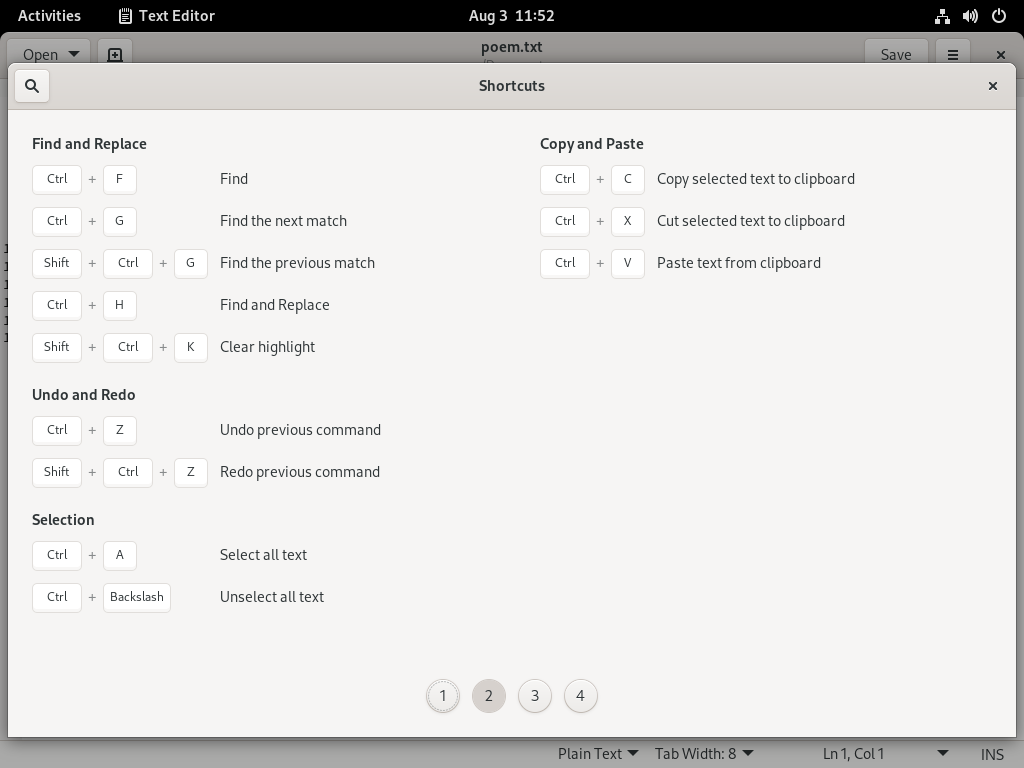 Activities Text Editor Aug 3 11:52
Open poem.txt Save
Shortcuts
Find and Replace
Ctrl + F Find
Ctrl + G Find the next match
Shift + Ctrl + G Find the previous match
Ctrl + H Find and Replace
Shift + Ctrl + K Clear highlight
Undo and Redo
Ctrl + Z Undo previous command
Shift + Ctrl + Z Redo previous command
Selection
Ctrl + A Select all text
Ctrl + Backslash Unselect all text
Copy and Paste
Ctrl + C Copy selected text to clipboard
Ctrl + X Cut selected text to clipboard
Ctrl + V Paste text from clipboard
1 2 3 4
Plain Text Tab Width: 8 Ln 1, Col 1 INS